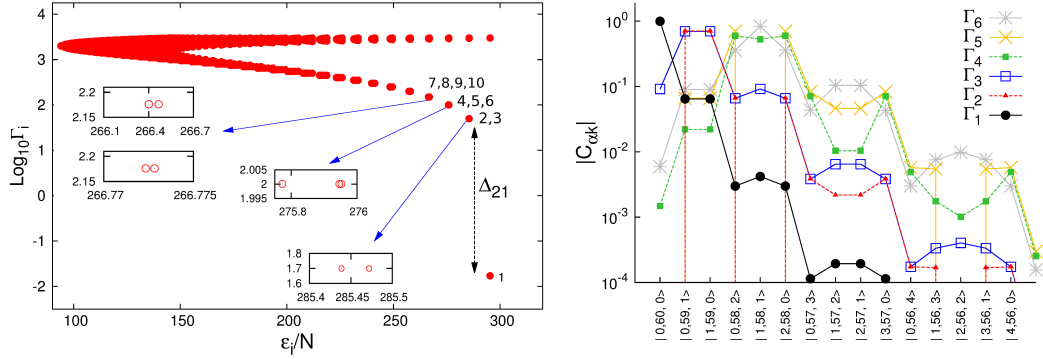 4
3
2
1
0
-1
-2
Log₁₀Γᵢ
100
150
200
250
300
εᵢ/N
7,8,9,10
4,5,6
2,3
1
Δ₂₁
2.2
2.15
266.1
266.4
266.7
2.2
2.15
266.77
266.775
2.005
2
1.995
275.8
276
1.8
1.7
1.6
285.4
285.5
10⁰
10⁻¹
10⁻²
10⁻³
10⁻⁴
|C_αk|
Γ₆
Γ₅
Γ₄
Γ₃
Γ₂
Γ₁
| 0,60, 0>
| 0,59, 1>
| 1,59, 0>
| 0,58, 2>
| 1,58, 1>
| 2,58, 0>
| 0,57, 3>
| 1,57, 2>
| 2,57, 1>
| 3,57, 0>
| 0,56, 4>
| 1,56, 3>
| 2,56, 2>
| 3,56, 1>
| 4,56, 0>